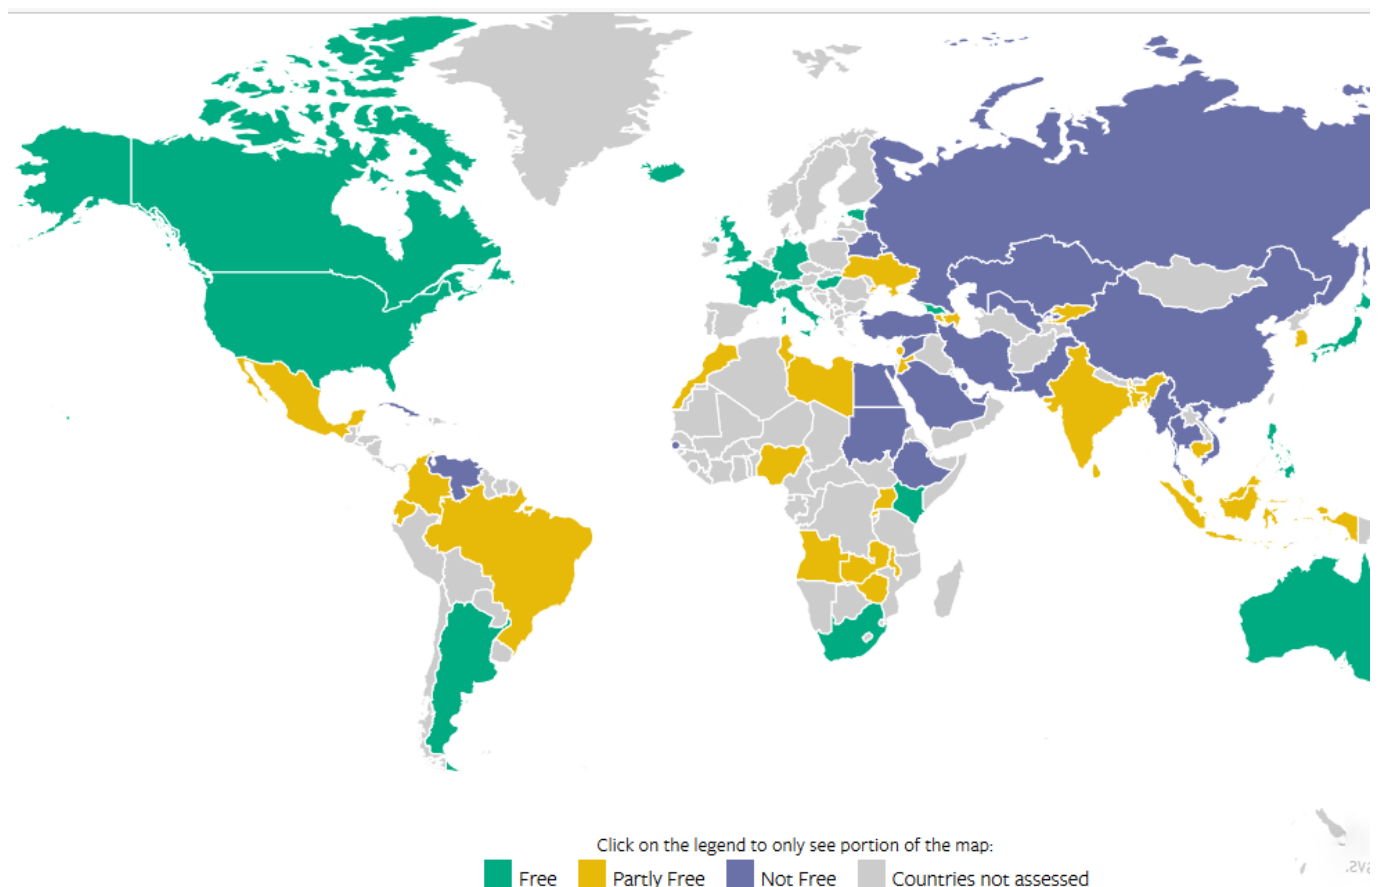 Click on the legend to only see portion of the map:
Free Partly Free Not Free Countries not assessed